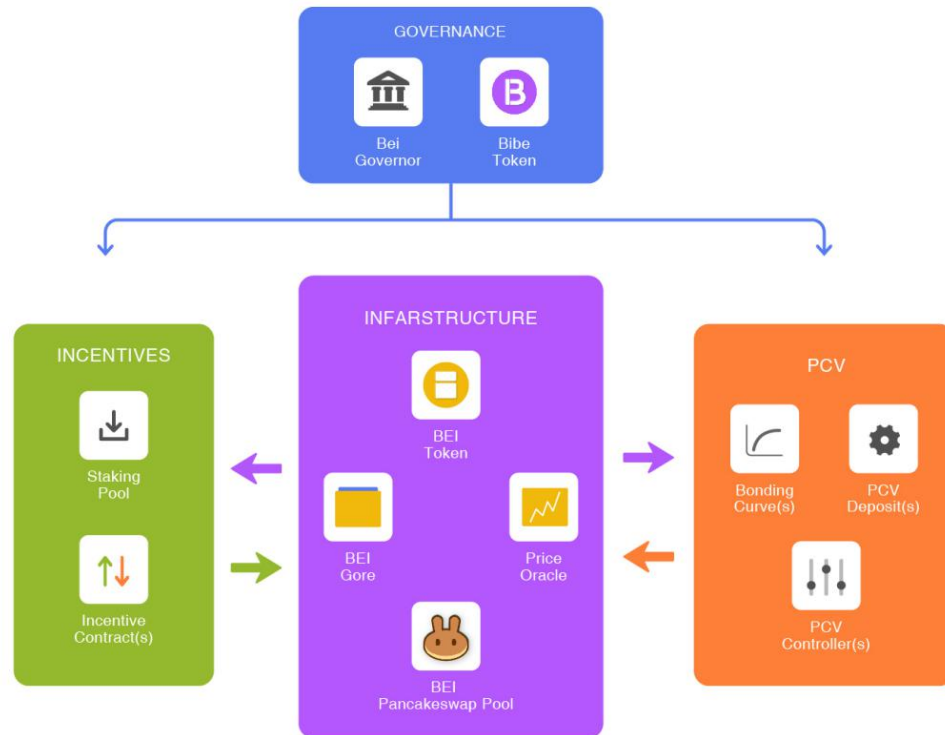 GOVERNANCE
Bei
Governor
Bibe
Token
INCENTIVES
Staking
Pool
Incentive
Contract(s)
INFARSTRUCTURE
BEI
Token
BEI
Gore
Price
Oracle
BEI
Pancakeswap Pool
PCV
Bonding
Curve(s)
PCV
Deposit(s)
PCV
Controller(s)